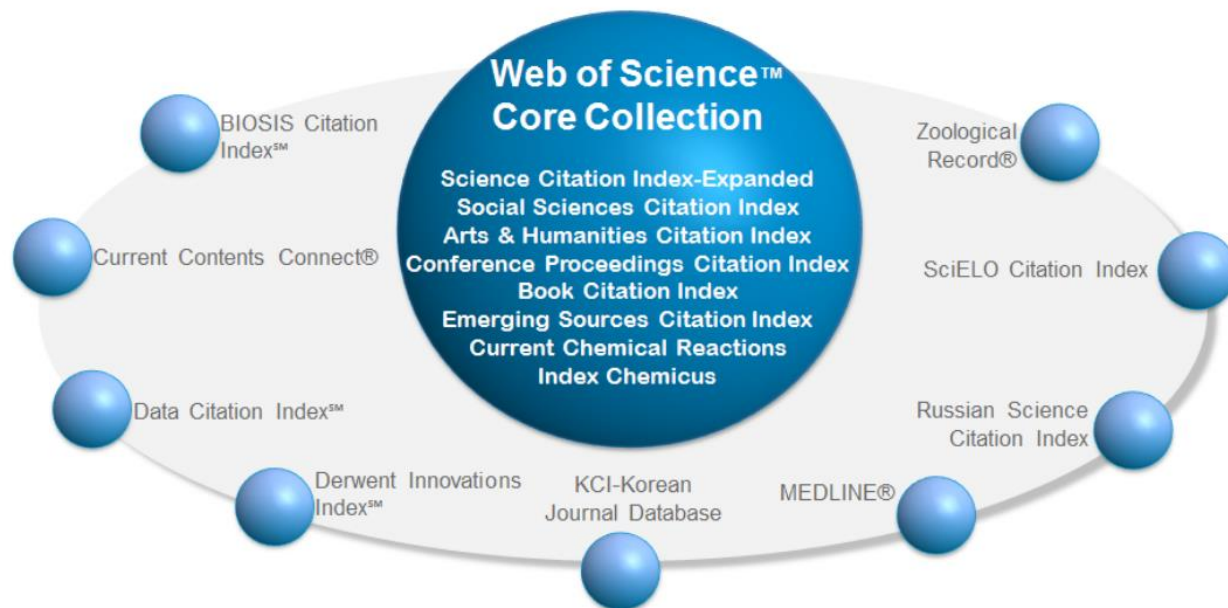 Web of Science™
Core Collection
Science Citation Index-Expanded
Social Sciences Citation Index
Arts & Humanities Citation Index
Conference Proceedings Citation Index
Book Citation Index
Emerging Sources Citation Index
Current Chemical Reactions
Index Chemicus
BIOSIS Citation
Index℠
Current Contents Connect®
Data Citation Index℠
Derwent Innovations
Index℠
KCI-Korean
Journal Database
MEDLINE®
Russian Science
Citation Index
SciELO Citation Index
Zoological
Record®